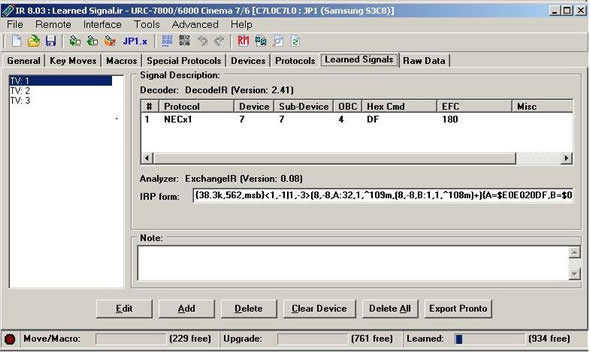 IR 8.03 : Learned Signal.ir - URC-7800/6800 Cinema 7/6 [C7L0C7L0 : JP1 (Samsung S3C8)]
File Remote Interface Tools Advanced Help
JP1.x RM
General Key Moves Macros Special Protocols Devices Protocols Learned Signals Raw Data
TV: 1
TV: 2
TV: 3
Signal Description:
Decoder: DecodeIR (Version: 2.41)
# Protocol Device Sub-Device OBC Hex Cmd EFC Misc
1 NECx1 7 7 4 DF 180
Analyzer: ExchangeIR (Version: 0.08)
IRP form: {38.3k,562,msb}<1,-1|1,-3>(8,-8,A:32,1,^109m,(8,-8,B:1,1,^108m)+){A=$E0E020DF,B=$0
Note:
Edit Add Delete Clear Device Delete All Export Pronto
Move/Macro: (229 free) Upgrade: (761 free) Learned: (934 free)